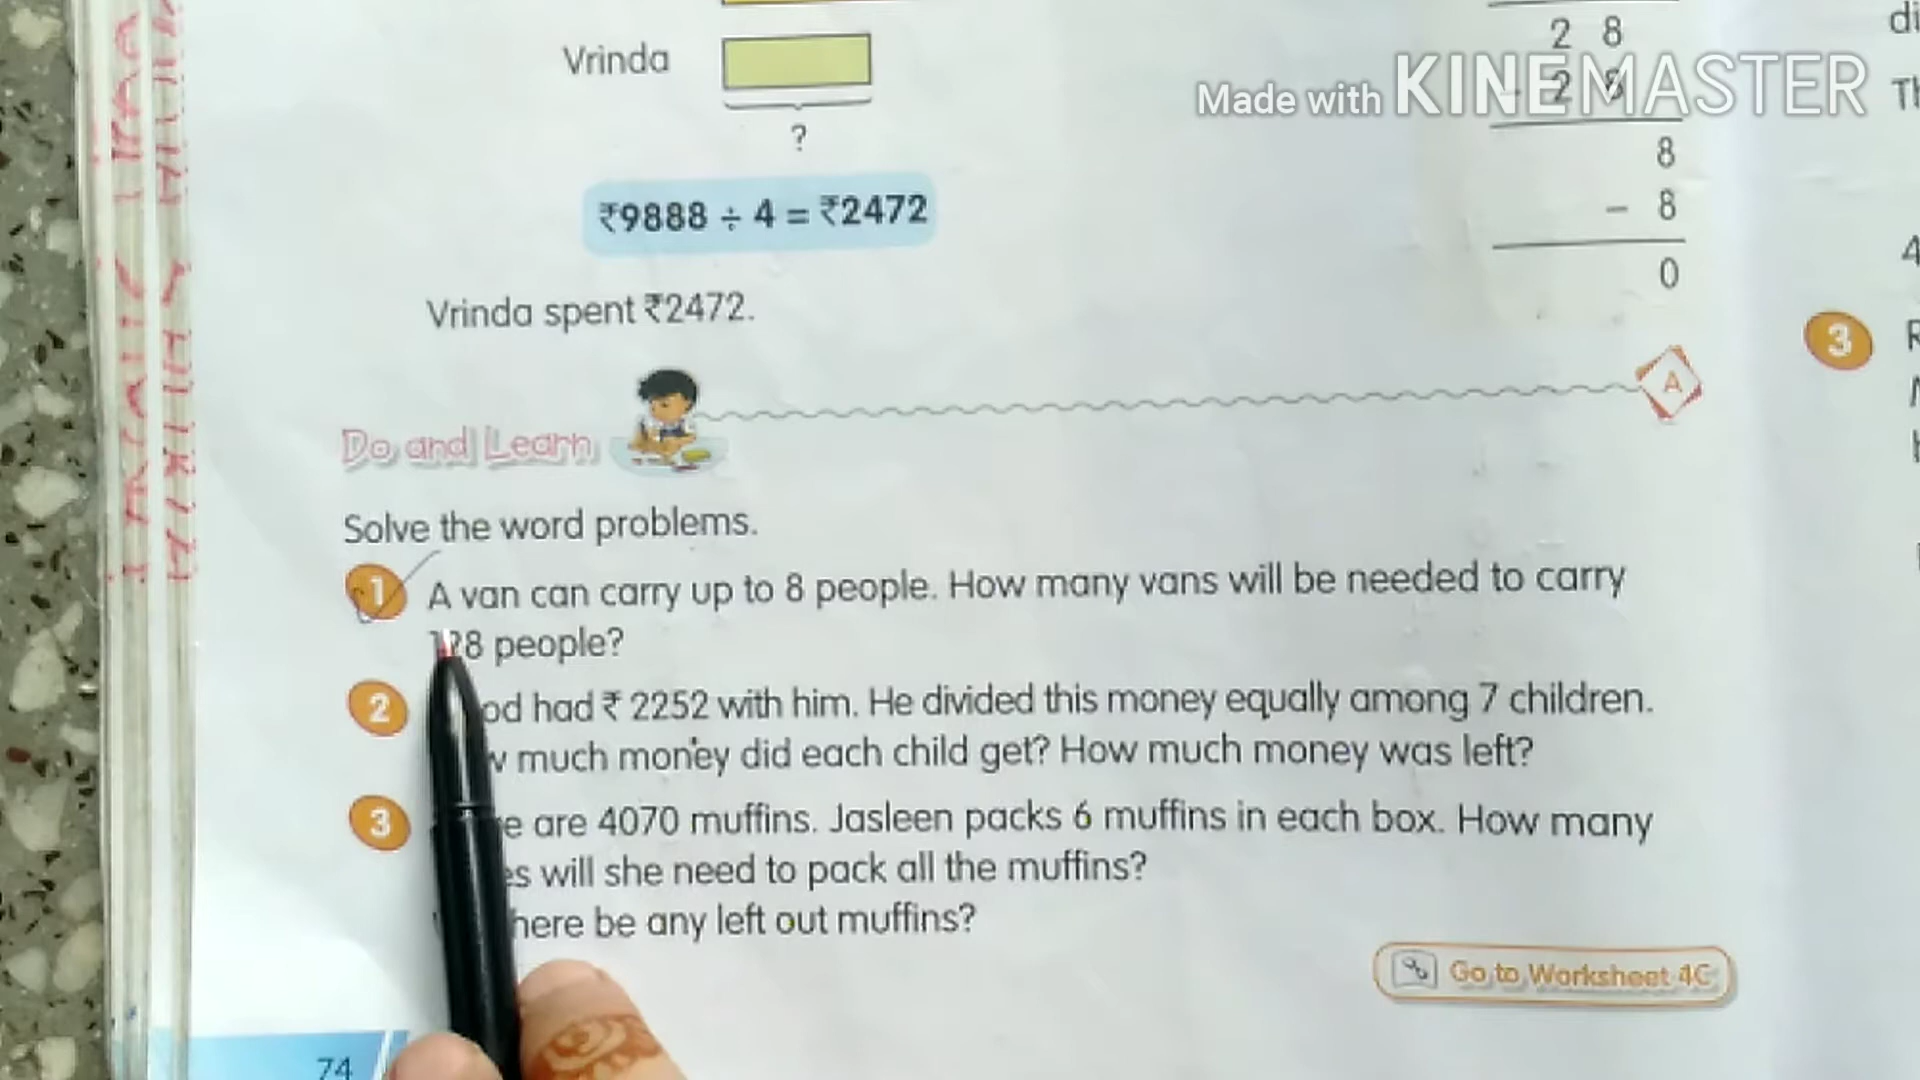 Vrinda
?
2 8
- 2 8
8
- 8
0
Made with KINEMASTER
₹9888 ÷ 4 = ₹2472
Vrinda spent ₹2472.
A
Do and Learn
Solve the word problems.
1 A van can carry up to 8 people. How many vans will be needed to carry
128 people?
2 had ₹ 2252 with him. He divided this money equally among 7 children.
much money did each child get? How much money was left?
3 are 4070 muffins. Jasleen packs 6 muffins in each box. How many
will she need to pack all the muffins?
be any left out muffins?
Go to Worksheet 4C
74
3